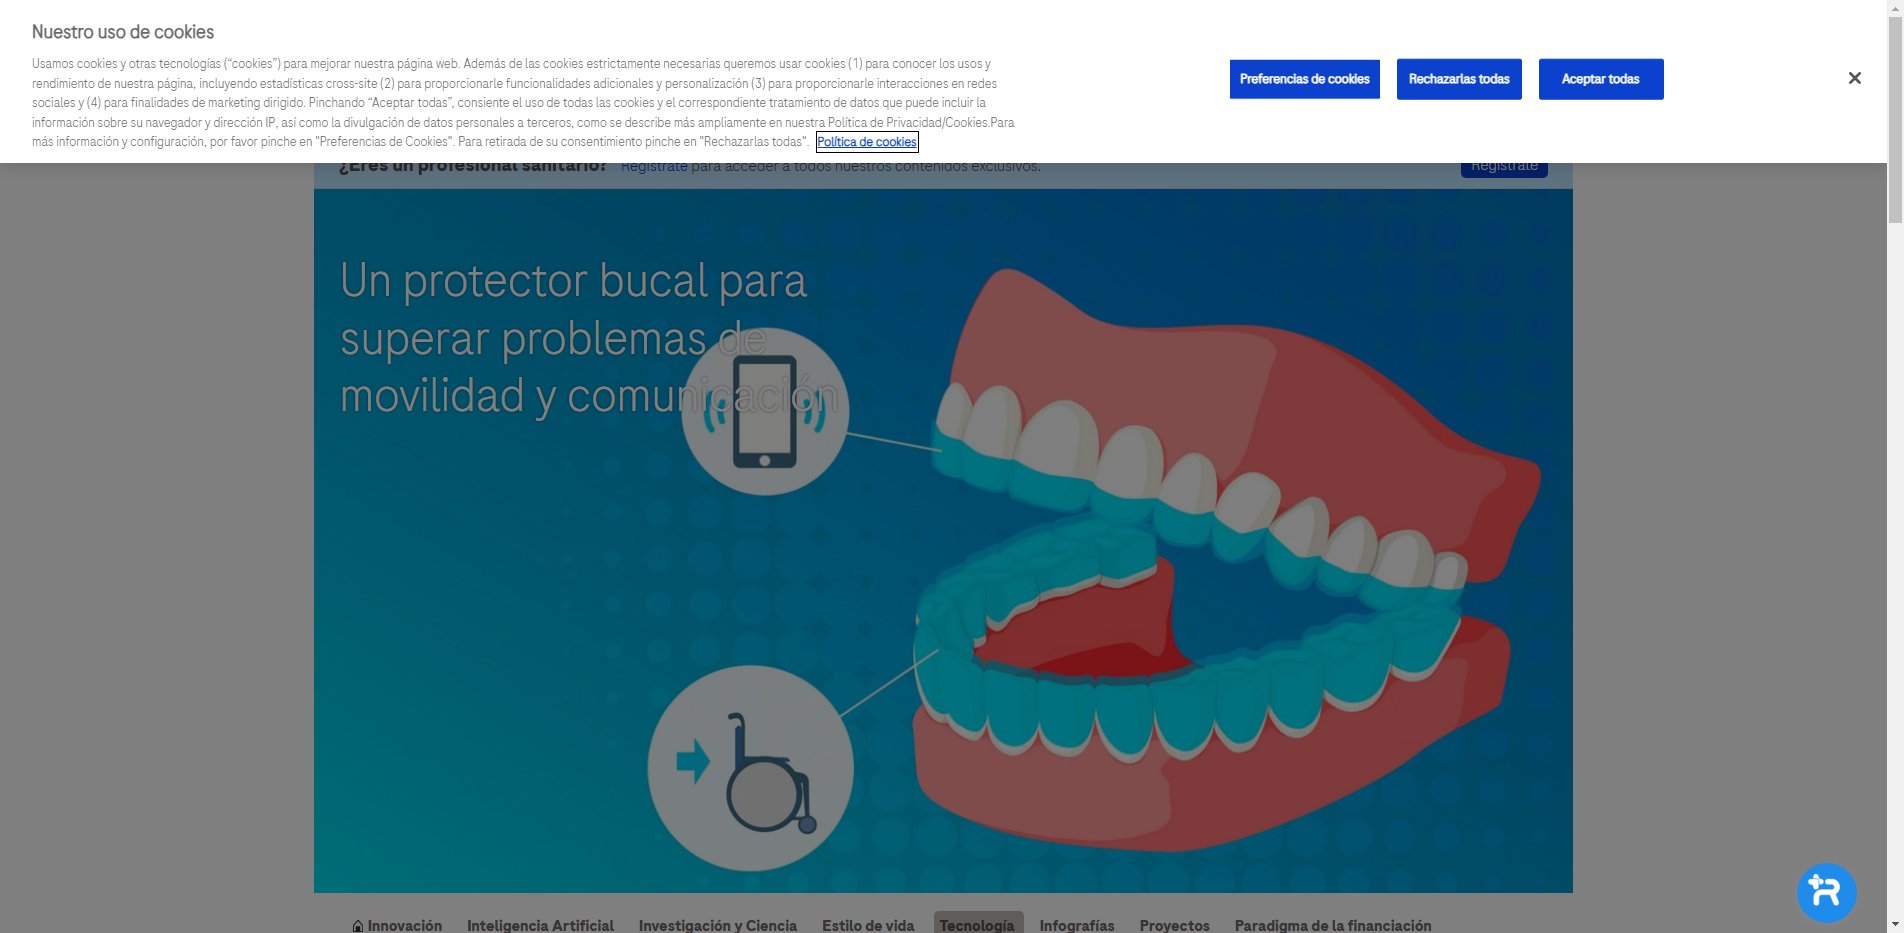 Nuestro uso de cookies
Usamos cookies y otras tecnologías (“cookies”) para mejorar nuestra página web. Además de las cookies estrictamente necesarias queremos usar cookies (1) para conocer los usos y
rendimiento de nuestra página, incluyendo estadísticas cross-site (2) para proporcionarle funcionalidades adicionales y personalización (3) para proporcionarle interacciones en redes
sociales y (4) para finalidades de marketing dirigido. Pinchando “Aceptar todas”, consiente el uso de todas las cookies y el correspondiente tratamiento de datos que puede incluir la
información sobre su navegador y dirección IP, así como la divulgación de datos personales a terceros, como se describe más ampliamente en nuestra Política de Privacidad/Cookies.Para
más información y configuración, por favor pinche en "Preferencias de Cookies". Para retirada de su consentimiento pinche en "Rechazarlas todas". Política de cookies
Preferencias de cookies
Rechazarlas todas
Aceptar todas
¿Eres un profesional sanitario? Regístrate para acceder a todos nuestros contenidos exclusivos.
Regístrate
Un protector bucal para
superar problemas de
movilidad y comunicación
Innovación Inteligencia Artificial Investigación y Ciencia Estilo de vida Tecnología Infografías Proyectos Paradigma de la financiación